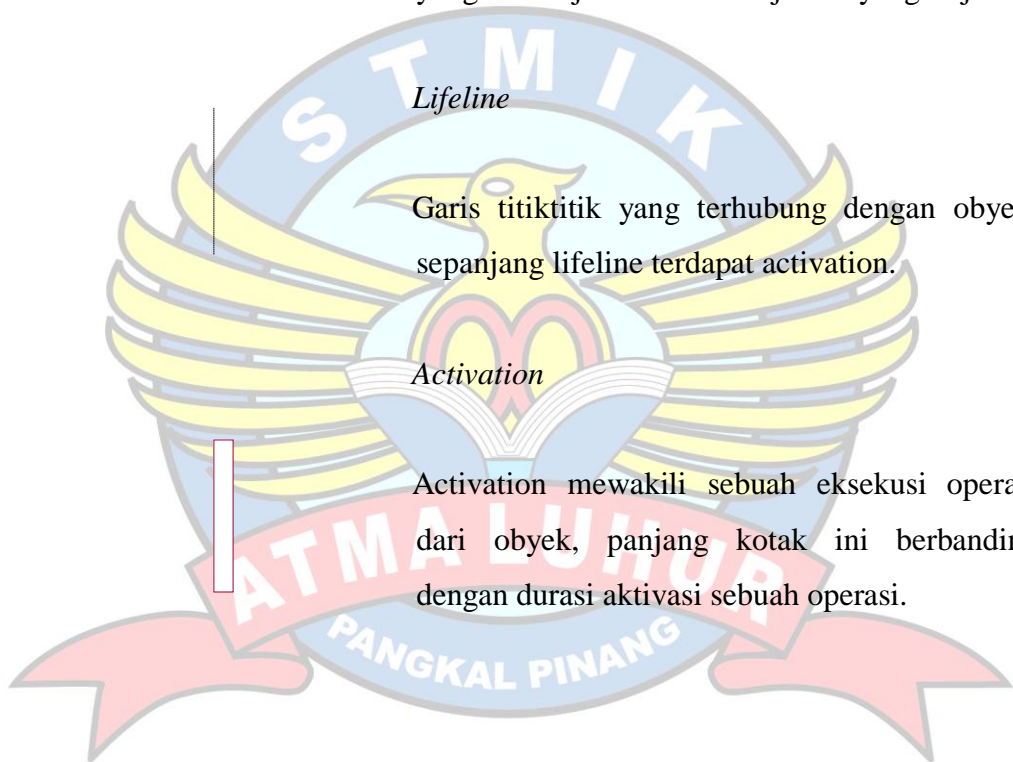 Lifeline
Garis titiktitik yang terhubung dengan obye
sepanjang lifeline terdapat activation.
Activation
Activation mewakili sebuah eksekusi opera
dari obyek, panjang kotak ini berbandin
dengan durasi aktivasi sebuah operasi.
STMIK
ATMA LUHUR
PANGKAL PINANG